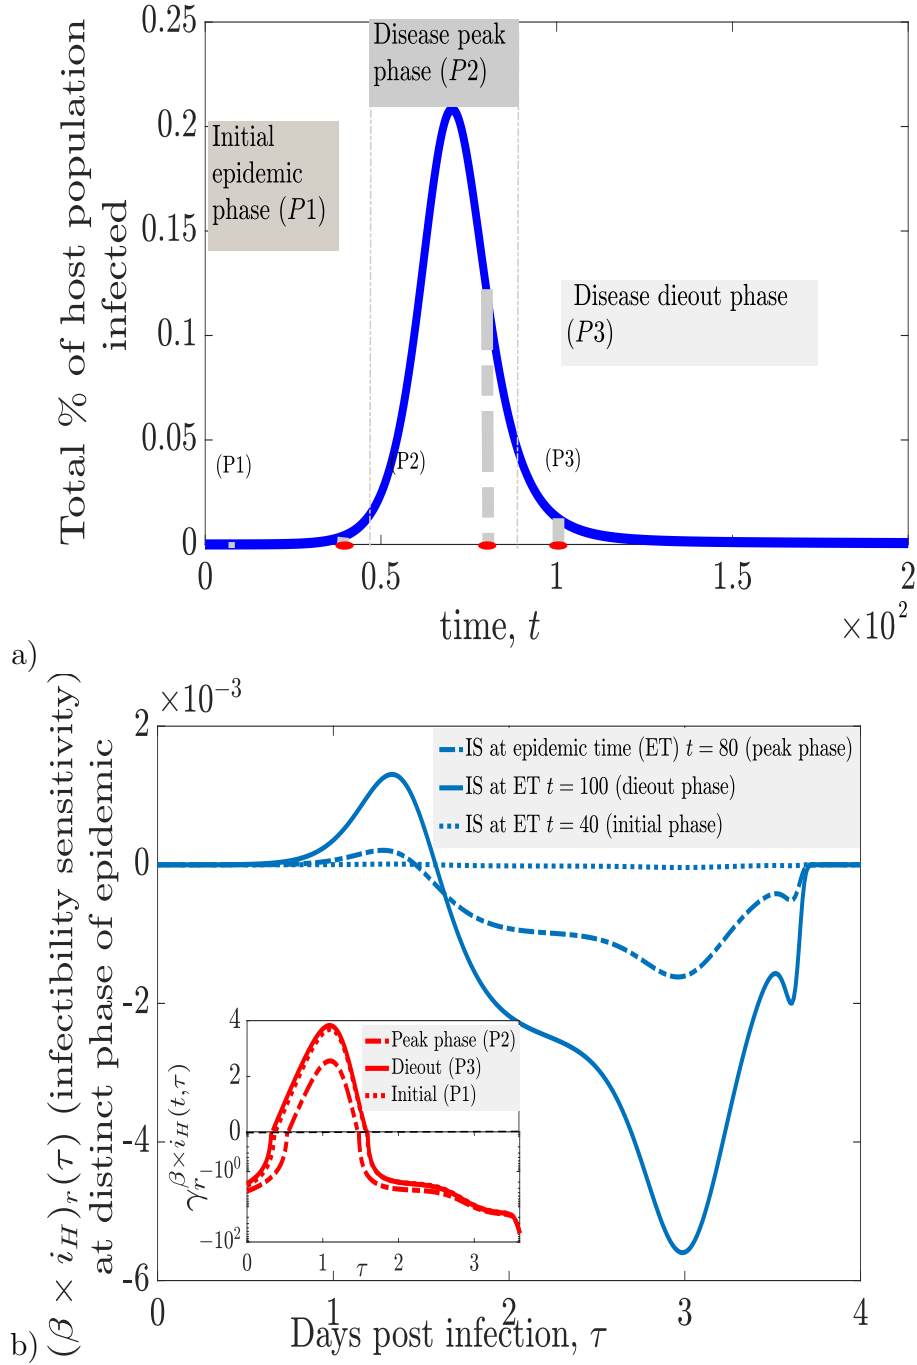 Total % of host population
infected
0.25
0.2
0.15
0.1
0.05
0
Disease peak
phase (P2)
Initial
epidemic
phase (P1)
Disease dieout phase
(P3)
(P1)
(P2)
(P3)
0
0.5
1
1.5
2
×10²
time, t
a)
(β × i_H)_r(τ) (infectibility sensitivity)
at distinct phase of epidemic
×10⁻³
2
0
-2
-4
-6
IS at epidemic time (ET) t = 80 (peak phase)
IS at ET t = 100 (dieout phase)
IS at ET t = 40 (initial phase)
γ_r^{β×i_H(t,τ)}
4
2
0
−10⁰
−10²
Peak phase (P2)
Dieout (P3)
Initial (P1)
0
1
τ
2
3
0
1
2
3
4
Days post infection, τ
b)